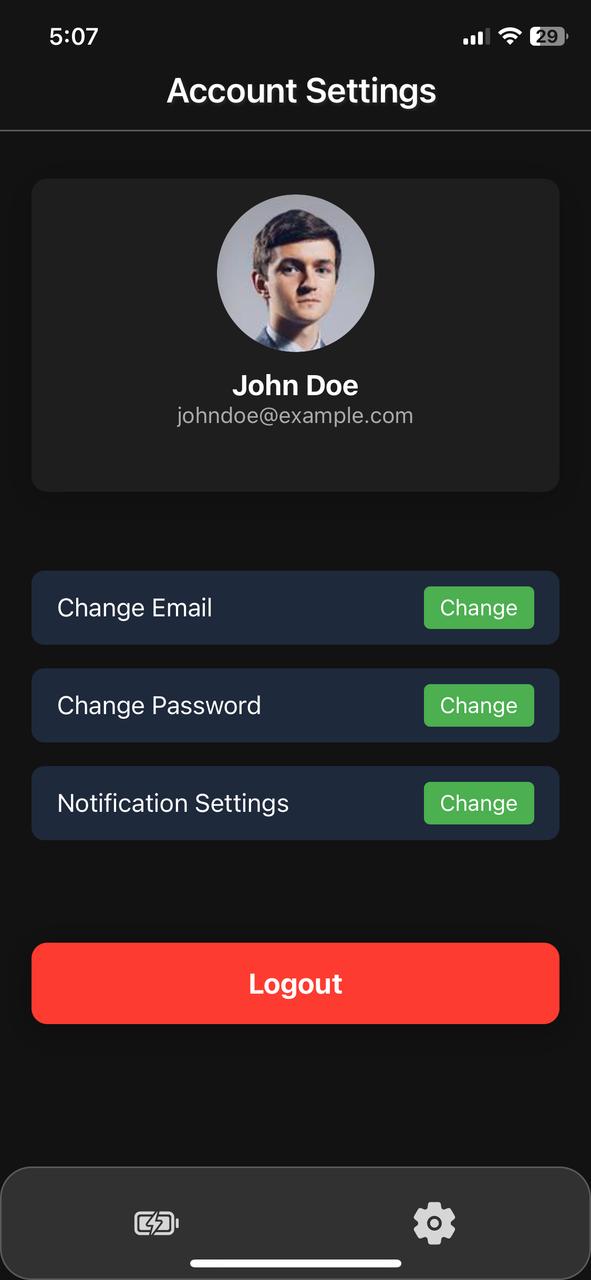 5:07
29
Account Settings
John Doe
johndoe@example.com
Change Email Change
Change Password Change
Notification Settings Change
Logout